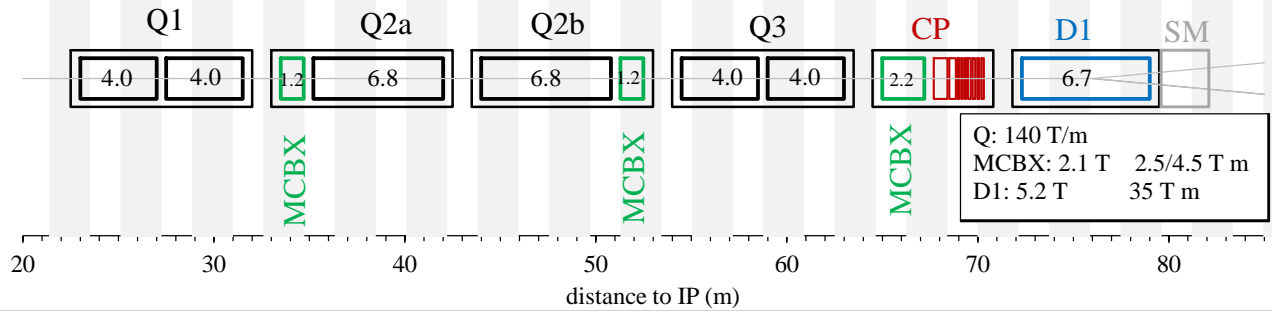 Q1 Q2a Q2b Q3 CP D1 SM
4.0 4.0 1.2 6.8 6.8 1.2 4.0 4.0 2.2 6.7
MCBX MCBX MCBX
Q: 140 T/m
MCBX: 2.1 T 2.5/4.5 T m
D1: 5.2 T 35 T m
20 30 40 50 60 70 80
distance to IP (m)